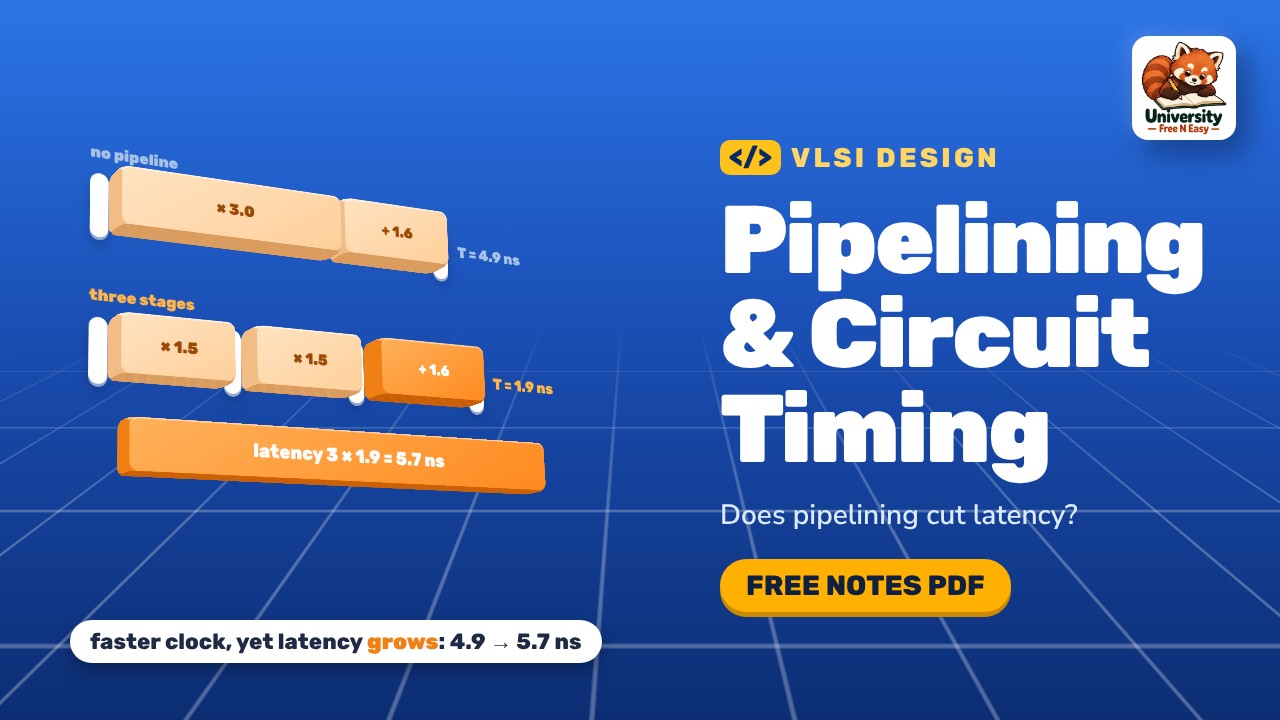 University
Free N Easy
</> VLSI DESIGN
Pipelining
& Circuit
Timing
Does pipelining cut latency?
FREE NOTES PDF
no pipeline
× 3.0
+ 1.6
T = 4.9 ns
three stages
× 1.5
× 1.5
+ 1.6
T = 1.9 ns
latency 3 × 1.9 = 5.7 ns
faster clock, yet latency grows: 4.9 → 5.7 ns